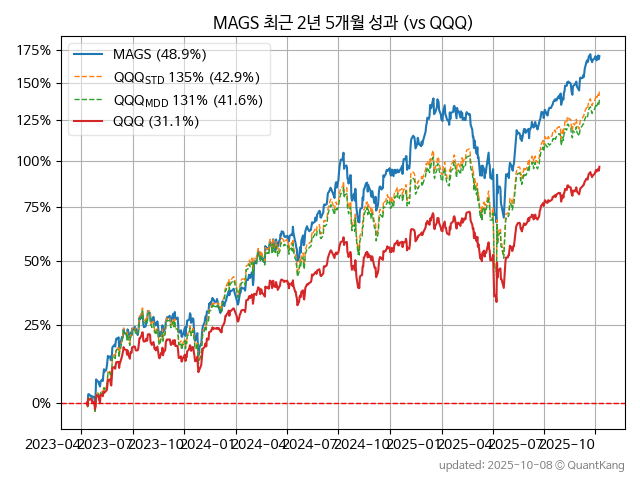 MAGS 최근 2년 5개월 성과 (vs QQQ)
175%
150%
125%
100%
75%
50%
25%
0%
MAGS (48.9%)
QQQSTD 135% (42.9%)
QQQMDD 131% (41.6%)
QQQ (31.1%)
2023-04 2023-07 2023-10 2024-01 2024-04 2024-07 2024-10 2025-01 2025-04 2025-07 2025-10
updated: 2025-10-08 © QuantKang